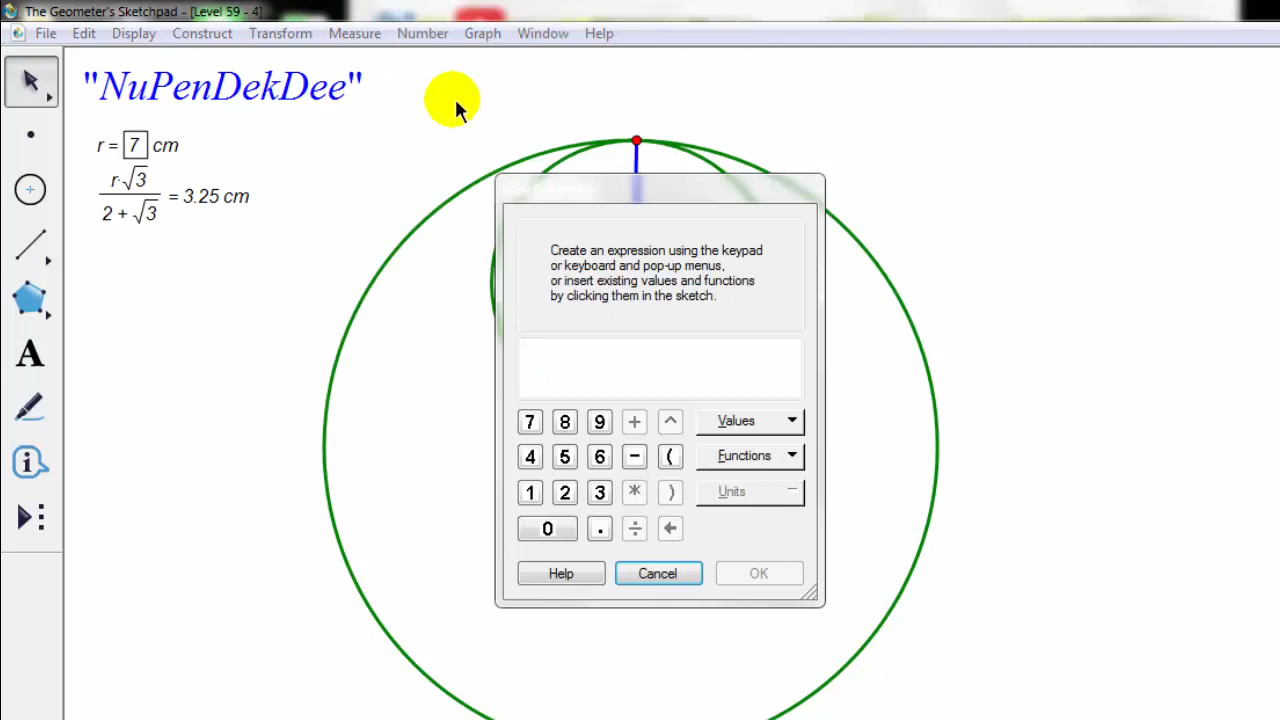 The Geometer's Sketchpad - [Level 59 - 4]
File Edit Display Construct Transform Measure Number Graph Window Help
"NuPenDekDee"
r = 7 cm
r·√3
2 + √3
= 3.25 cm
A
Create an expression using the keypad
or keyboard and pop-up menus,
or insert existing values and functions
by clicking them in the sketch.
7 8 9 + ^ Values
4 5 6 − ( Functions
1 2 3 * ) Units
0 . ÷ ←
Help Cancel OK